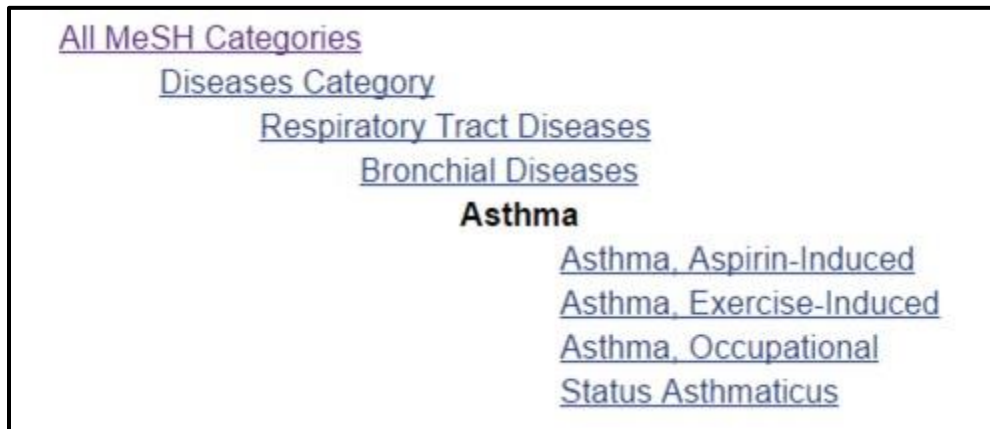 All MeSH Categories
Diseases Category
Respiratory Tract Diseases
Bronchial Diseases
Asthma
Asthma, Aspirin-Induced
Asthma, Exercise-Induced
Asthma, Occupational
Status Asthmaticus